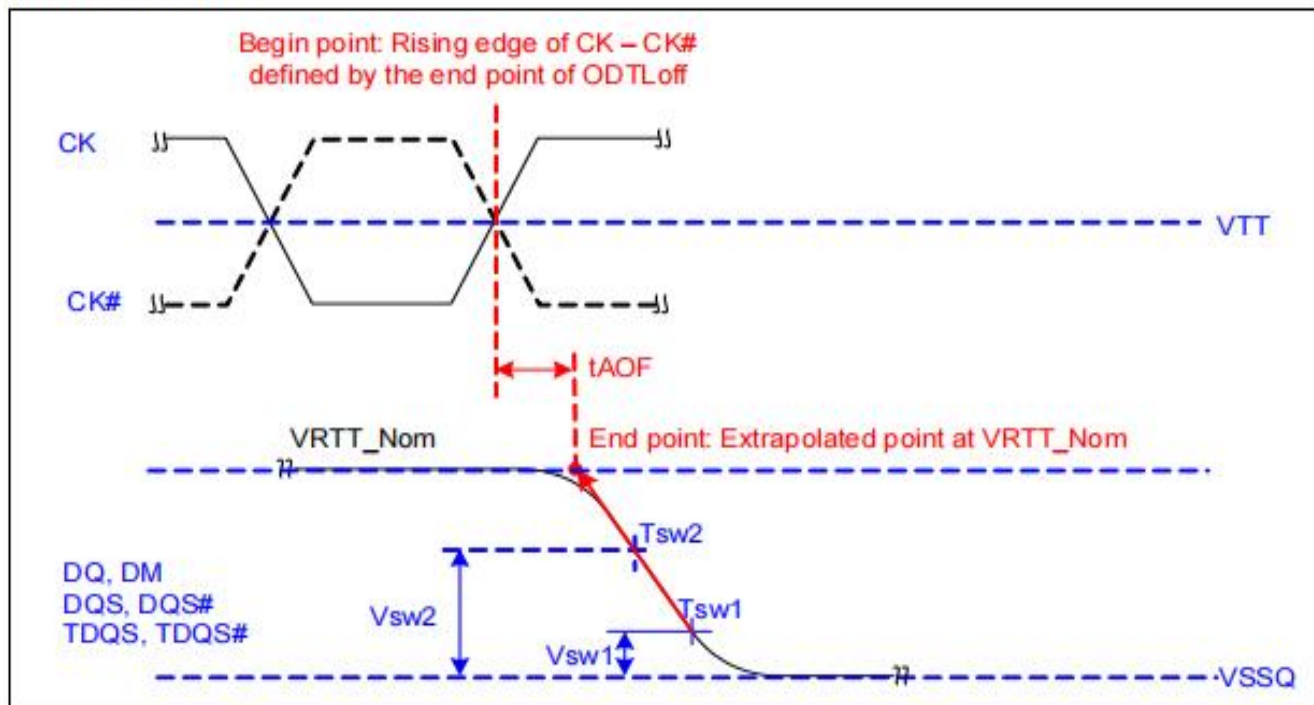 Begin point: Rising edge of CK – CK#
defined by the end point of ODTLoff
CK
VTT
CK#
tAOF
VRTT_Nom
End point: Extrapolated point at VRTT_Nom
Tsw2
DQ, DM
DQS, DQS#
TDQS, TDQS#
Vsw2
Tsw1
Vsw1
VSSQ